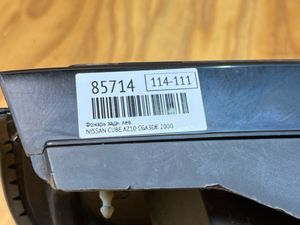 85714 114-111
Фонарь задн. лев.
NISSAN CUBE AZ10 CGA3DE 2000